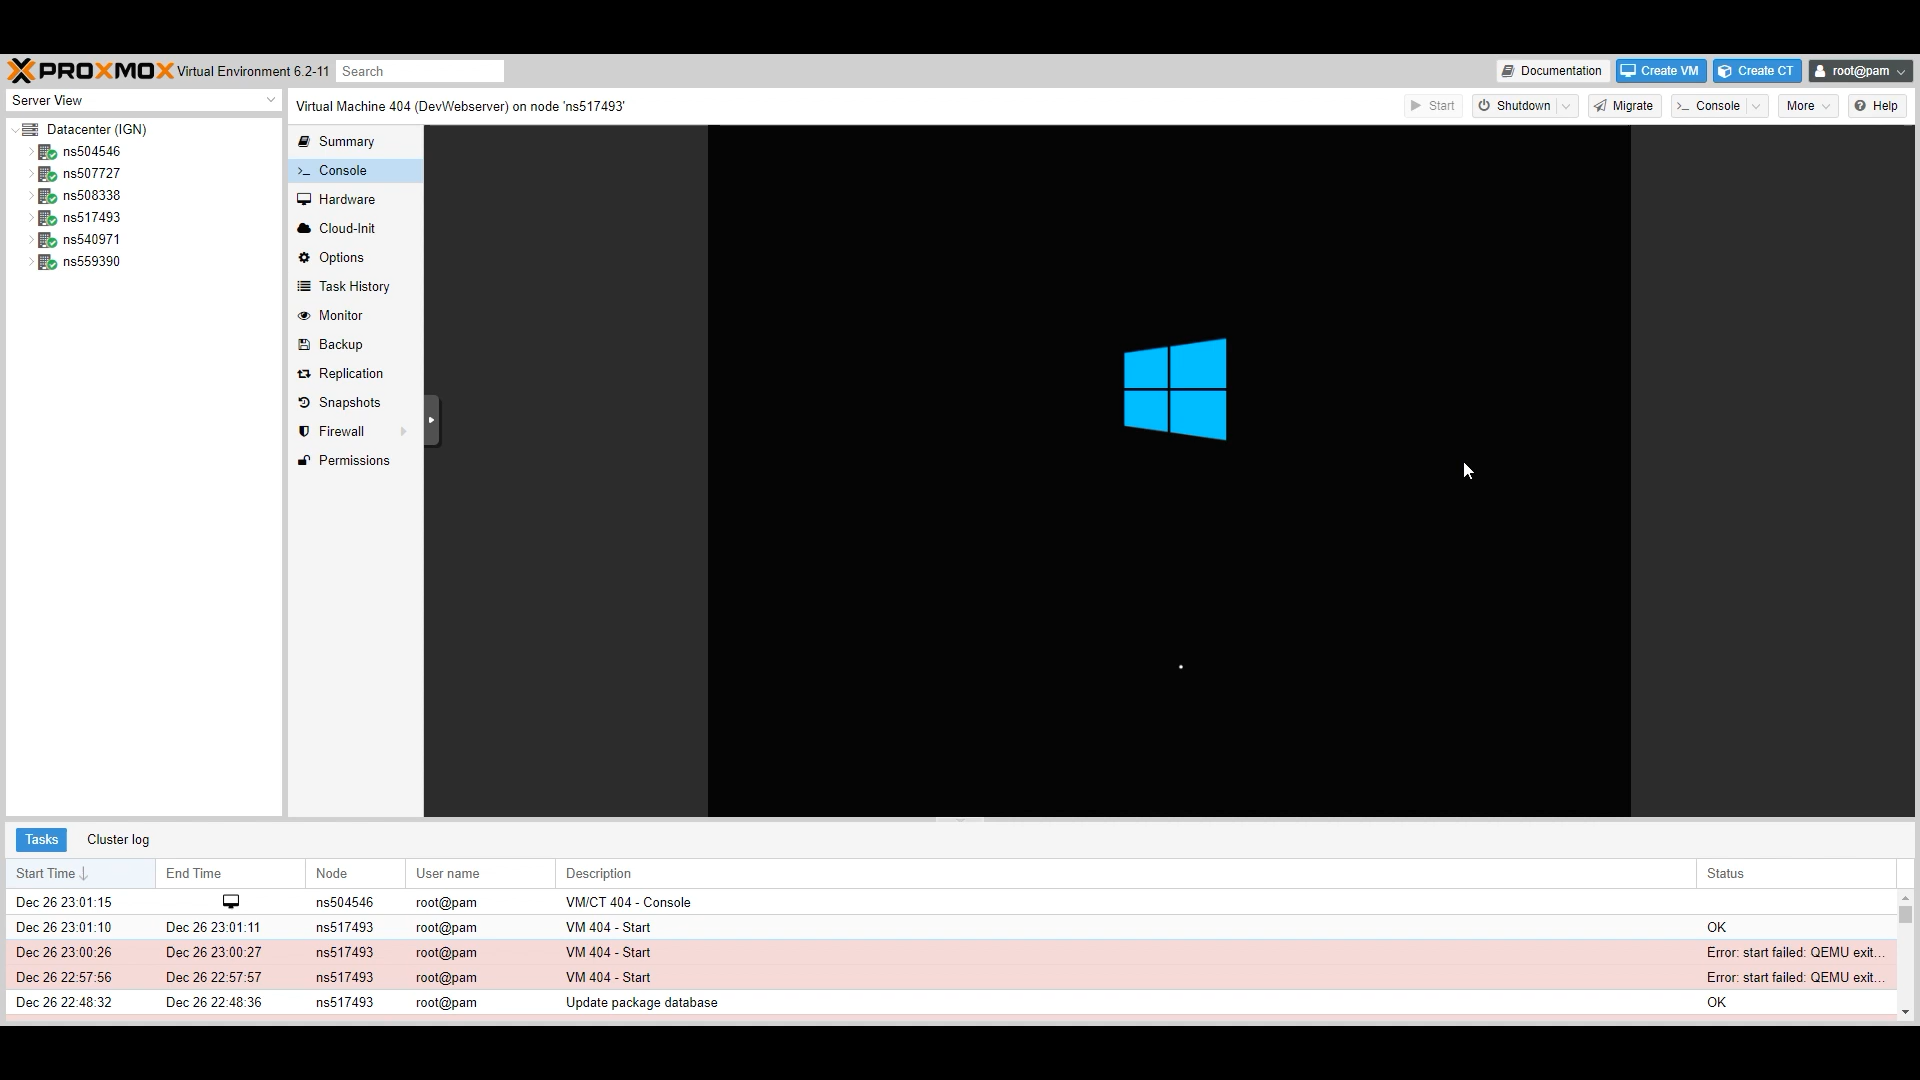 PROXMOX Virtual Environment 6.2-11 Search Documentation Create VM Create CT root@pam
Server View
Virtual Machine 404 (DevWebserver) on node 'ns517493' Start Shutdown Migrate Console More Help
Datacenter (IGN)
ns504546
ns507727
ns508338
ns517493
ns540971
ns559390
Summary
Console
Hardware
Cloud-Init
Options
Task History
Monitor
Backup
Replication
Snapshots
Firewall
Permissions
Tasks Cluster log
Start Time End Time Node User name Description Status
Dec 26 23:01:15 ns504546 root@pam VM/CT 404 - Console
Dec 26 23:01:10 Dec 26 23:01:11 ns517493 root@pam VM 404 - Start OK
Dec 26 23:00:26 Dec 26 23:00:27 ns517493 root@pam VM 404 - Start Error: start failed: QEMU exit...
Dec 26 22:57:56 Dec 26 22:57:57 ns517493 root@pam VM 404 - Start Error: start failed: QEMU exit...
Dec 26 22:48:32 Dec 26 22:48:36 ns517493 root@pam Update package database OK